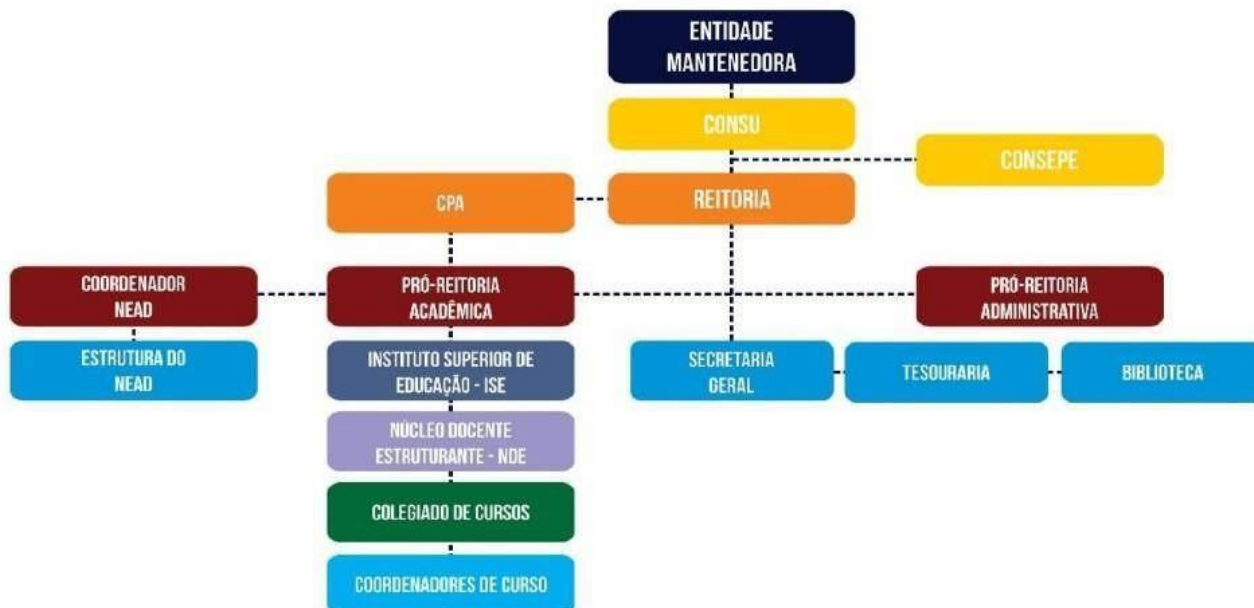 ENTIDADE
MANTENEDORA
CONSU
CONSEPE
CPA
REITORIA
COORDENADOR
NEAD
PRÓ-REITORIA
ACADÊMICA
PRÓ-REITORIA
ADMINISTRATIVA
ESTRUTURA DO
NEAD
INSTITUTO SUPERIOR DE
EDUCAÇÃO - ISE
SECRETARIA
GERAL
TESOURARIA
BIBLIOTECA
NÚCLEO DOCENTE
ESTRUTURANTE - NDE
COLEGIADO DE CURSOS
COORDENADORES DE CURSO